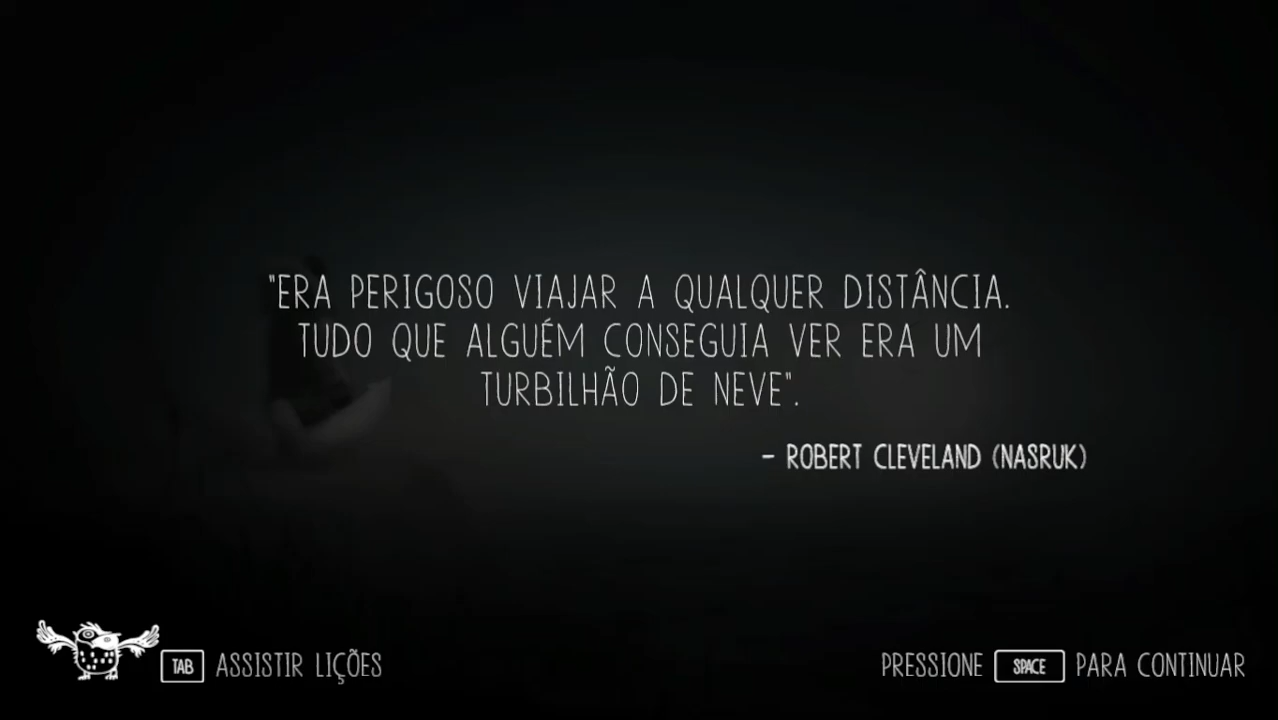 "ERA PERIGOSO VIAJAR A QUALQUER DISTÂNCIA.
TUDO QUE ALGUÉM CONSEGUIA VER ERA UM
TURBILHÃO DE NEVE".
- ROBERT CLEVELAND (NASRUK)
TAB ASSISTIR LIÇÕES
PRESSIONE SPACE PARA CONTINUAR